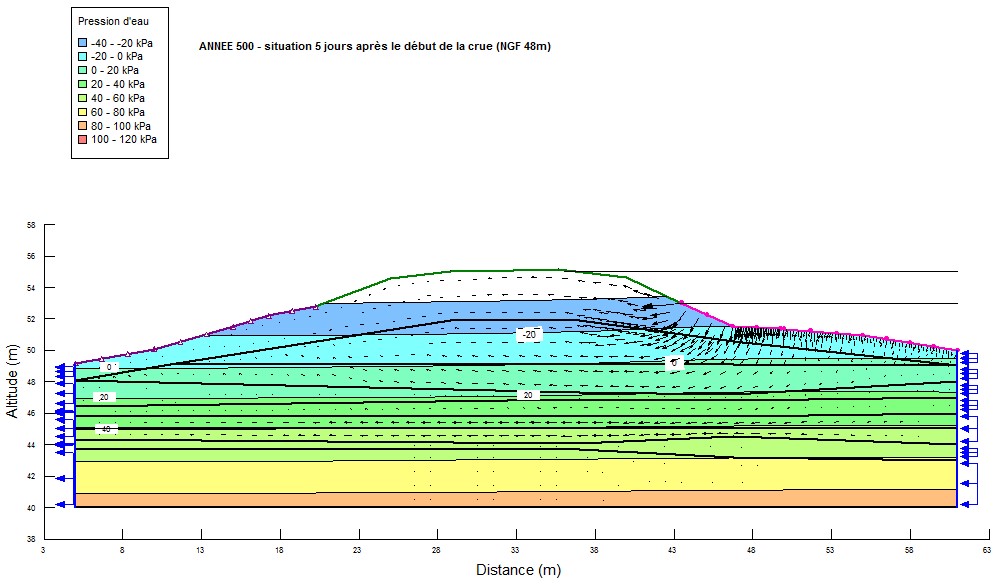 Pression d'eau
-40 - -20 kPa
-20 - 0 kPa
0 - 20 kPa
20 - 40 kPa
40 - 60 kPa
60 - 80 kPa
80 - 100 kPa
100 - 120 kPa
ANNEE 500 - situation 5 jours après le début de la crue (NGF 48m)
58
56
54
52
50
48
46
44
42
40
38
Altitude (m)
-20
0
0
20
20
40
3 8 13 18 23 28 33 38 43 48 53 58 63
Distance (m)